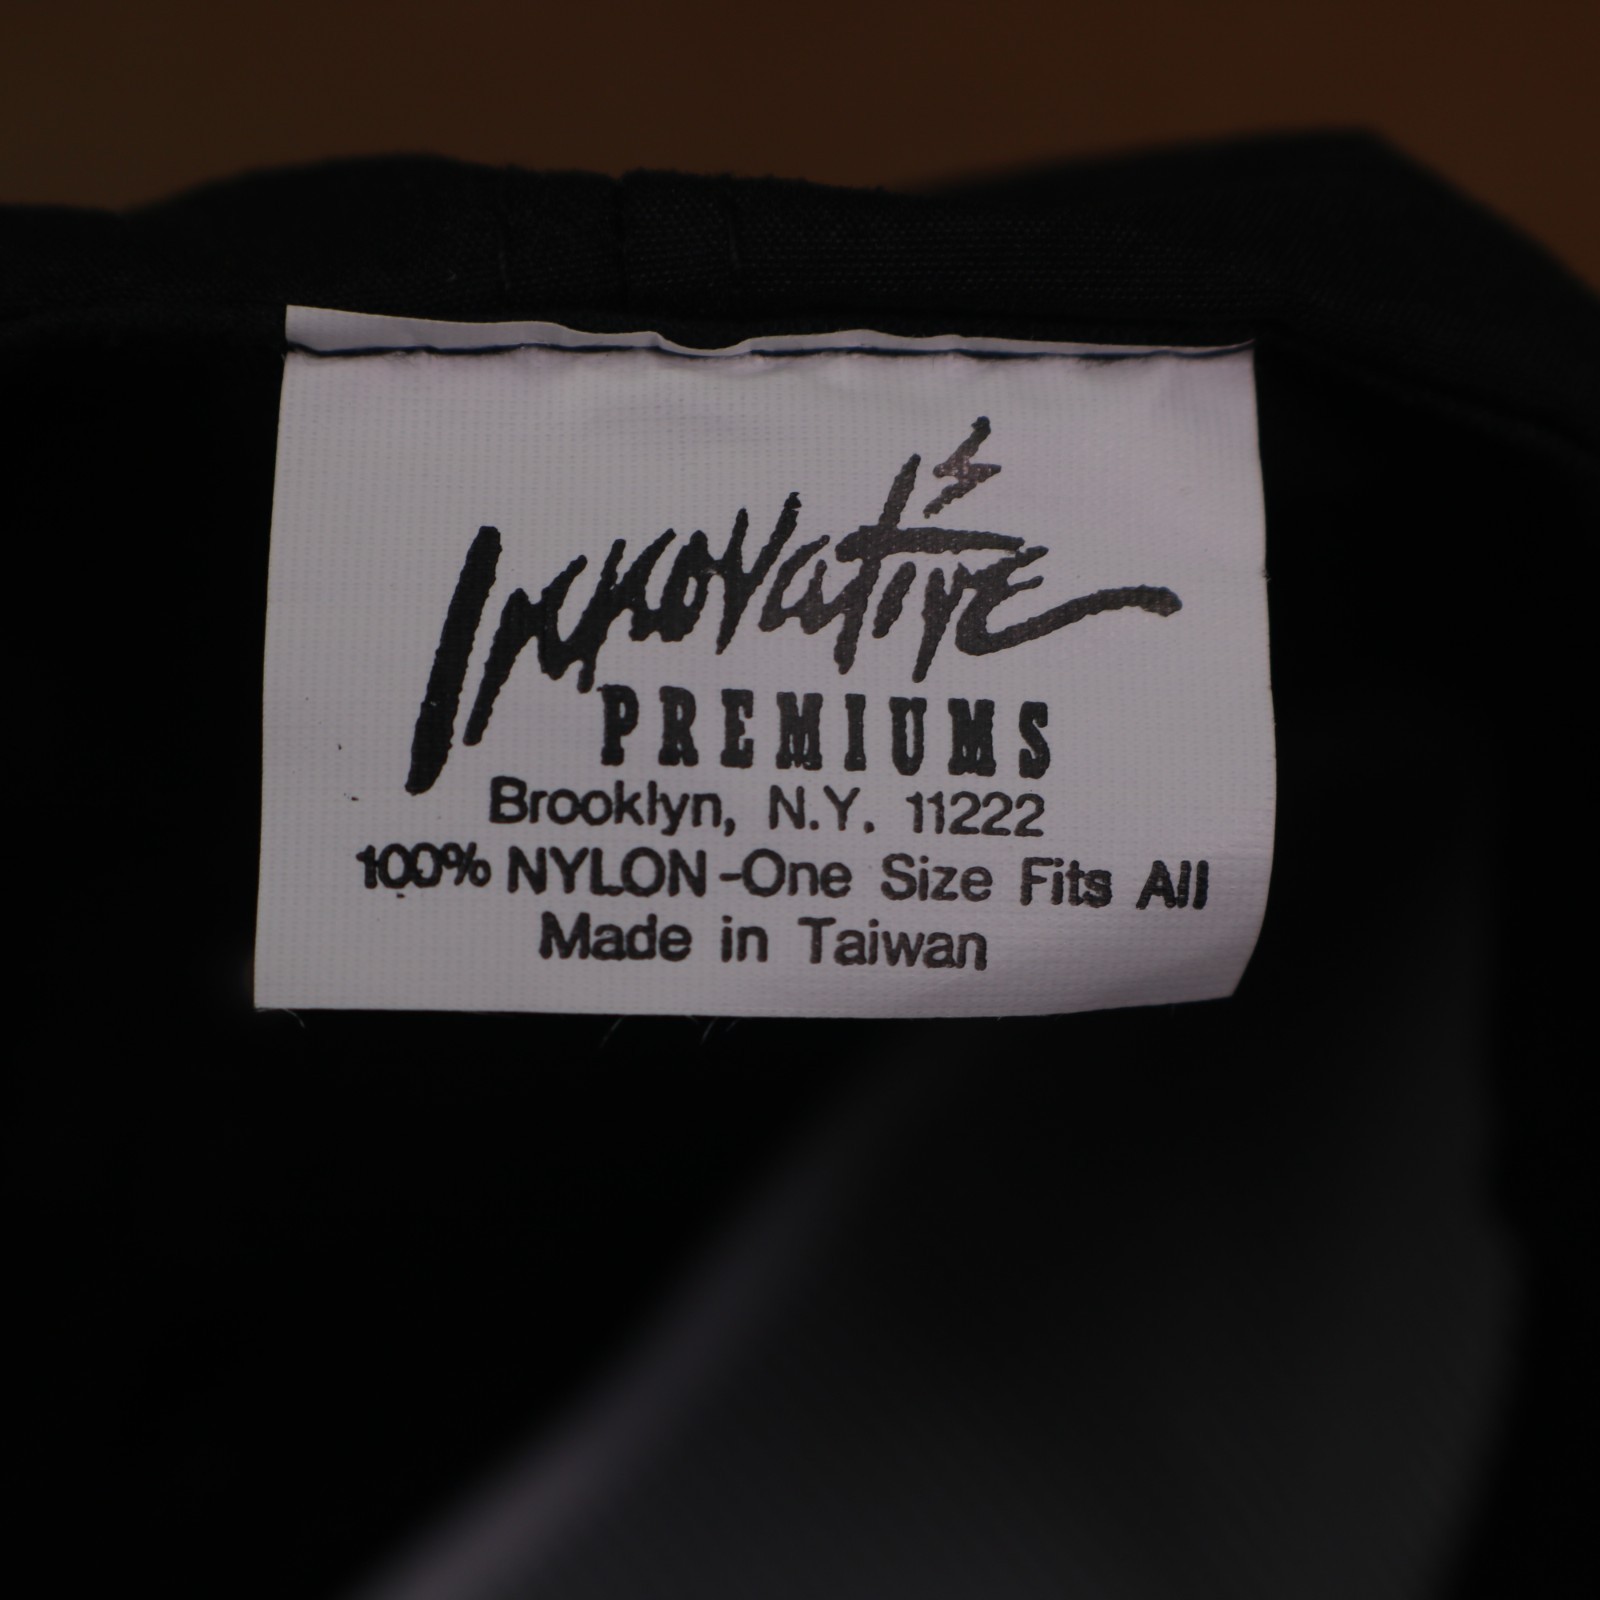 Innovative
PREMIUMS
Brooklyn, N.Y. 11222
100% NYLON-One Size Fits All
Made in Taiwan